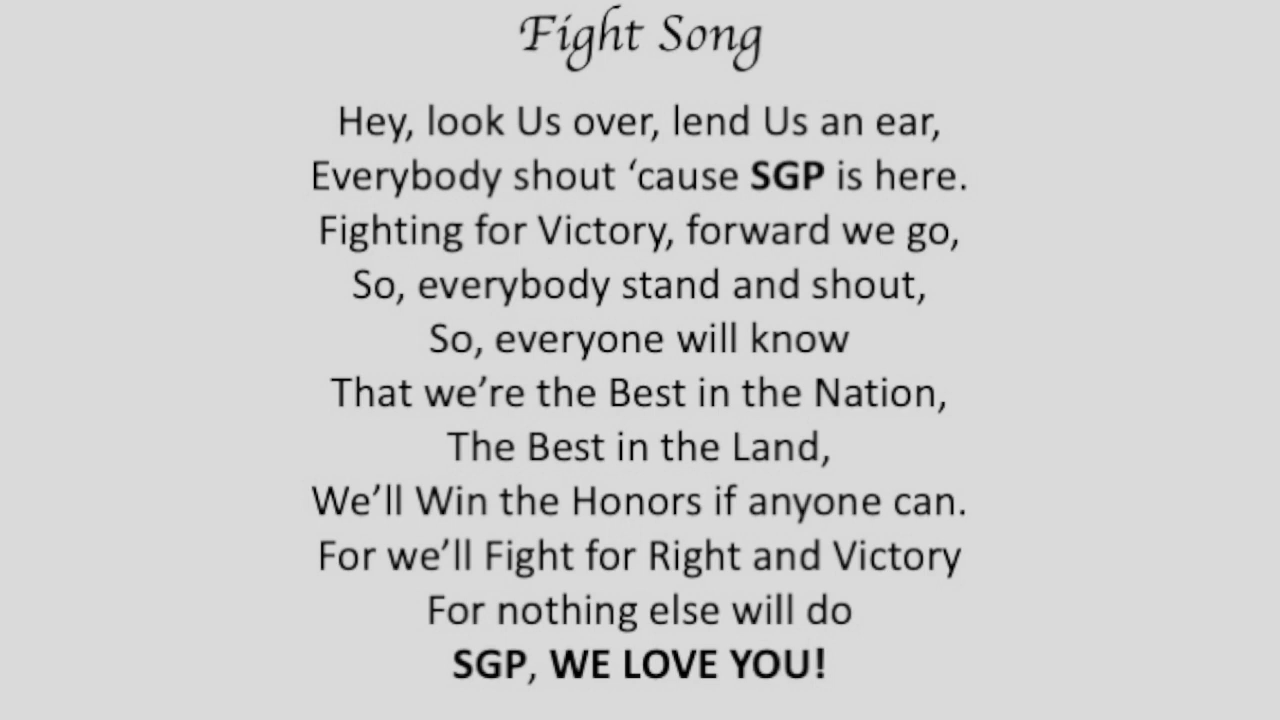 Fight Song
Hey, look Us over, lend Us an ear,
Everybody shout ‘cause SGP is here.
Fighting for Victory, forward we go,
So, everybody stand and shout,
So, everyone will know
That we’re the Best in the Nation,
The Best in the Land,
We’ll Win the Honors if anyone can.
For we’ll Fight for Right and Victory
For nothing else will do
SGP, WE LOVE YOU!